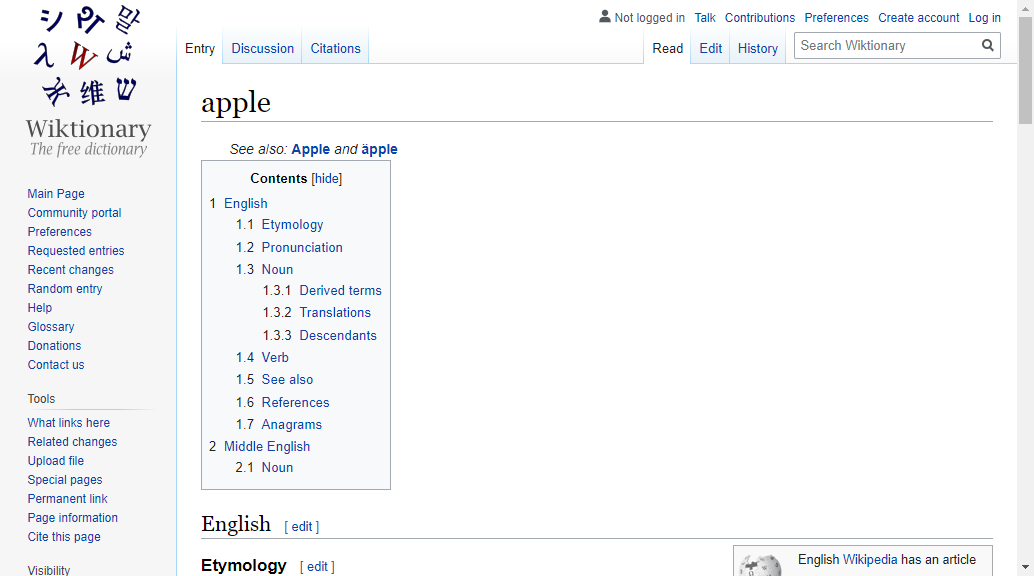 シ की 말
λ W ش
维 ש
Wiktionary
The free dictionary
Main Page
Community portal
Preferences
Requested entries
Recent changes
Random entry
Help
Glossary
Donations
Contact us
Tools
What links here
Related changes
Upload file
Special pages
Permanent link
Page information
Cite this page
Visibility
Not logged in Talk Contributions Preferences Create account Log in
Entry Discussion Citations Read Edit History Search Wiktionary
apple
See also: Apple and äpple
Contents [hide]
1 English
1.1 Etymology
1.2 Pronunciation
1.3 Noun
1.3.1 Derived terms
1.3.2 Translations
1.3.3 Descendants
1.4 Verb
1.5 See also
1.6 References
1.7 Anagrams
2 Middle English
2.1 Noun
English [ edit ]
Etymology [ edit ]
English Wikipedia has an article